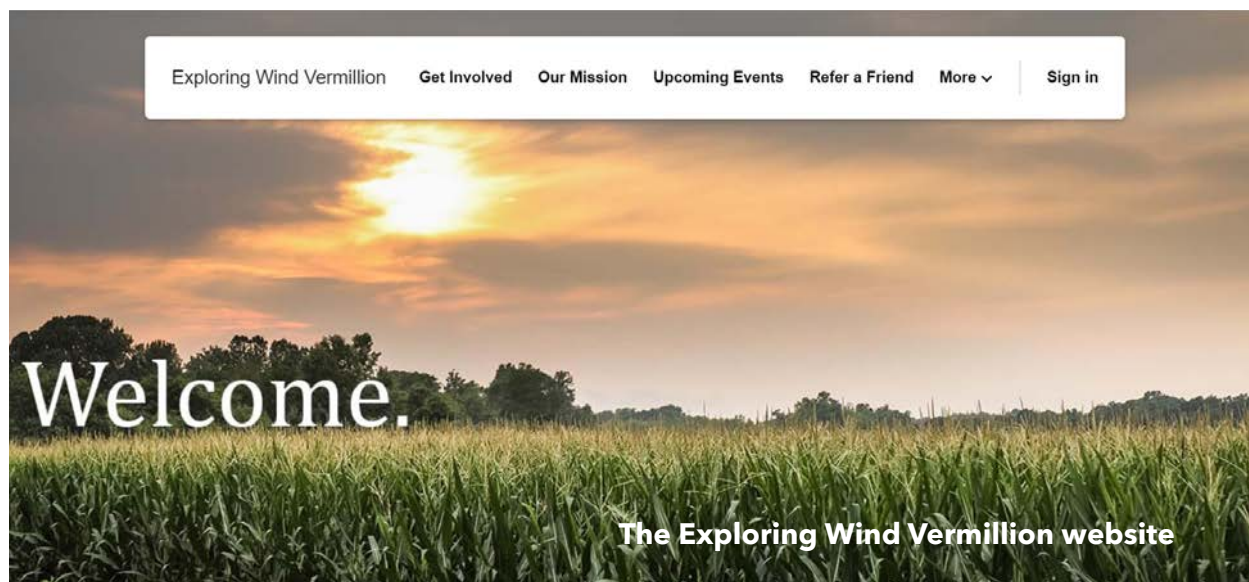 Exploring Wind Vermillion Get Involved Our Mission Upcoming Events Refer a Friend More Sign in
Welcome.
The Exploring Wind Vermillion website